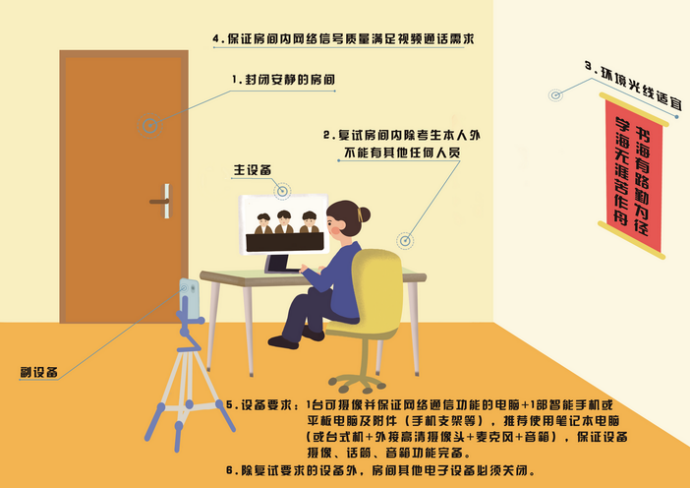 4.保证房间内网络信号质量满足视频通话需求
1.封闭安静的房间
3.环境光线适宜
2.复试房间内除考生本人外
不能有其他任何人员
主设备
书海有路勤为径
学海无涯苦作舟
副设备
5.设备要求：1台可摄像并保证网络通信功能的电脑+1部智能手机或
平板电脑及附件（手机支架等），推荐使用笔记本电脑
(或台式机+外接高清摄像头+麦克风+音箱），保证设备
摄像、话筒、音箱功能完备。
6.除复试要求的设备外，房间其他电子设备必须关闭。